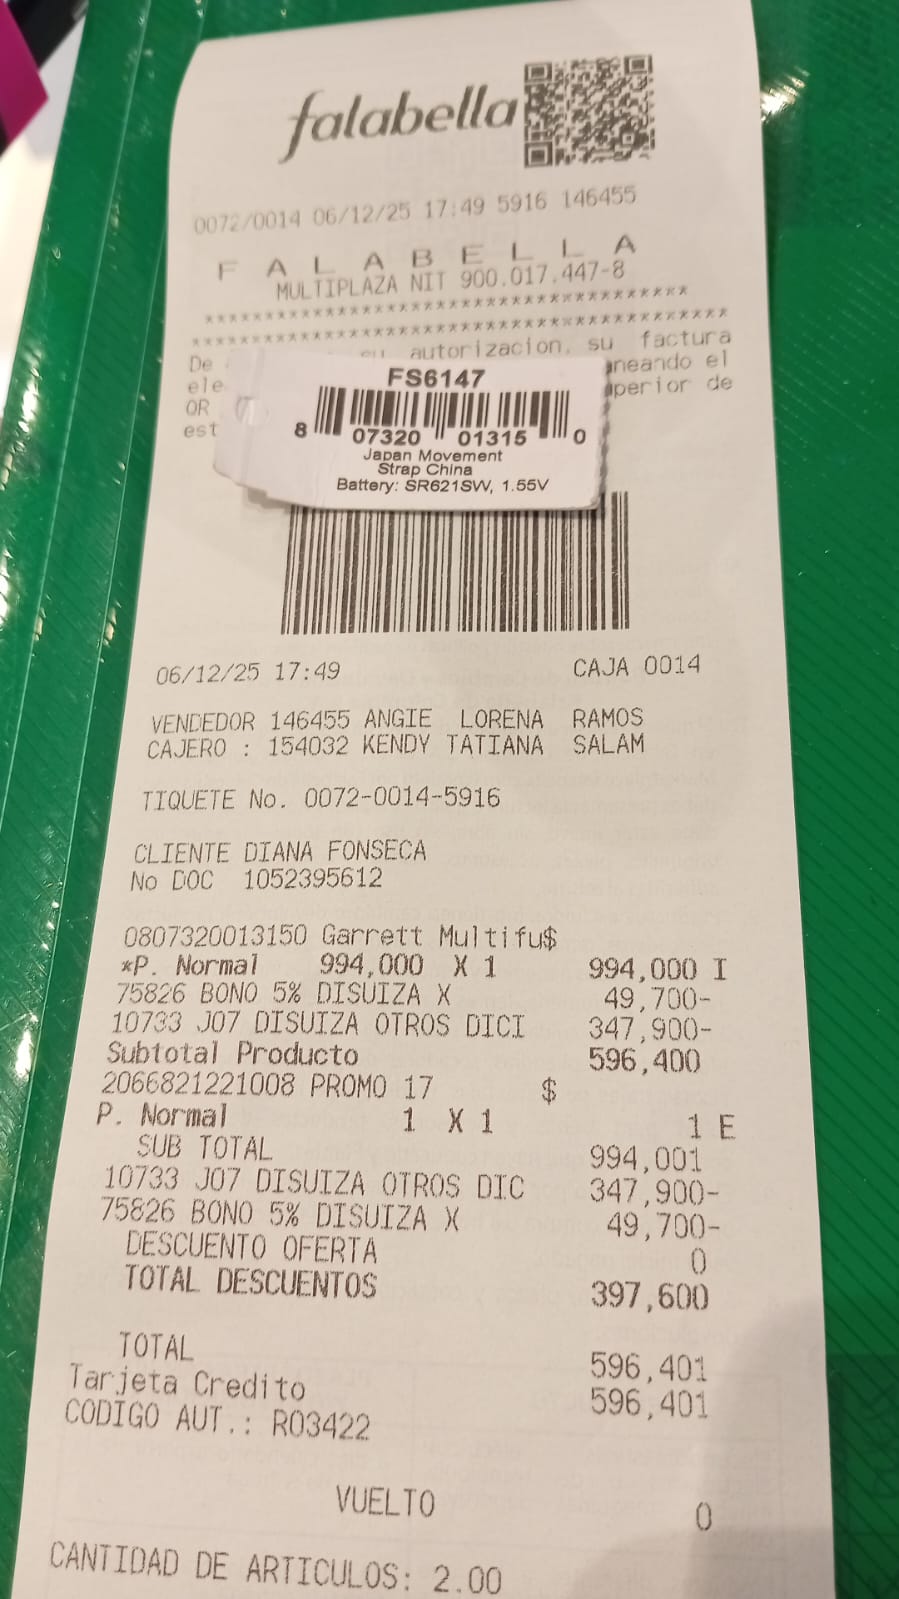 falabella
0072/0014 06/12/25 17:49 5916 146455
F A L A B E L L A
MULTIPLAZA NIT 900.017.447-8
****************************************
********************************************
De su autorizacion, su factura
ele aneando el
QR perior de
est
FS6147
8 07320 01315 0
Japan Movement
Strap China
Battery: SR621SW, 1.55V
06/12/25 17:49 CAJA 0014
VENDEDOR 146455 ANGIE LORENA RAMOS
CAJERO : 154032 KENDY TATIANA SALAM
TIQUETE No. 0072-0014-5916
CLIENTE DIANA FONSECA
No DOC 1052395612
0807320013150 Garrett Multifu$
*P. Normal 994,000 X 1 994,000 I
75826 BONO 5% DISUIZA X 49,700-
10733 J07 DISUIZA OTROS DICI 347,900-
Subtotal Producto 596,400
2066821221008 PROMO 17 $
P. Normal 1 X 1 1 E
SUB TOTAL 994,001
10733 J07 DISUIZA OTROS DIC 347,900-
75826 BONO 5% DISUIZA X 49,700-
DESCUENTO OFERTA 0
TOTAL DESCUENTOS 397,600
TOTAL 596,401
Tarjeta Credito 596,401
CODIGO AUT.: R03422
VUELTO 0
CANTIDAD DE ARTICULOS: 2.00